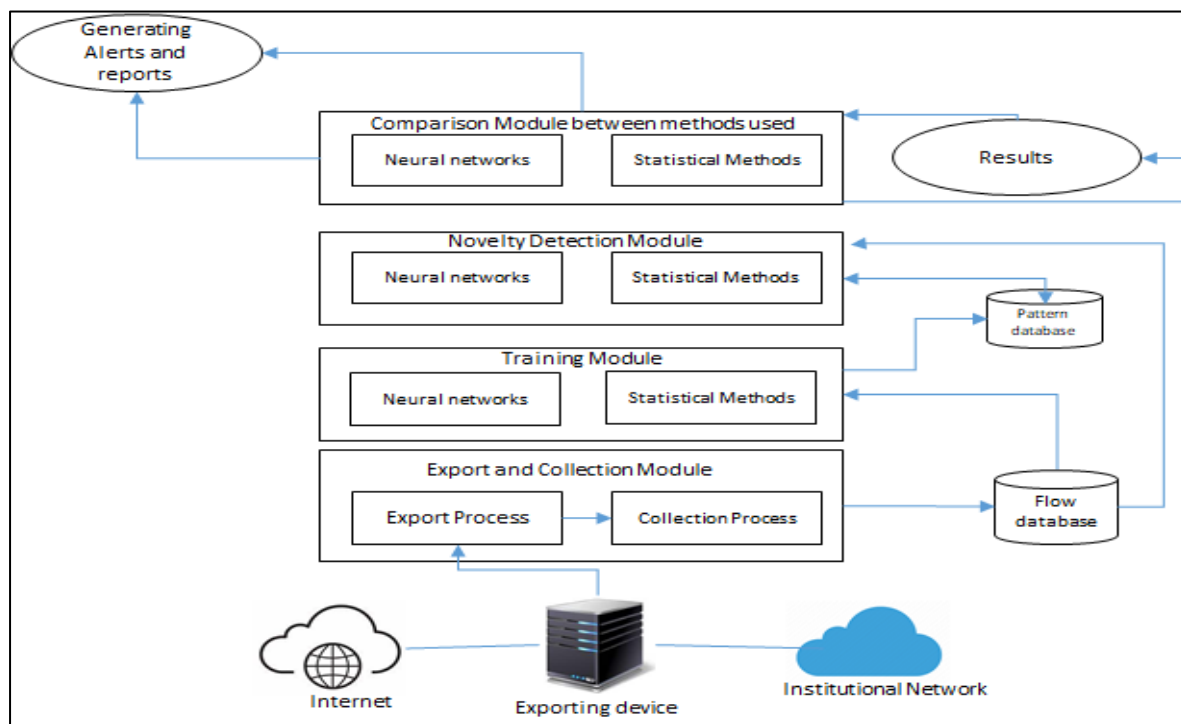 Generating
Alerts and
reports
Comparison Module between methods used
Neural networks
Statistical Methods
Results
Novelty Detection Module
Neural networks
Statistical Methods
Pattern
database
Training Module
Neural networks
Statistical Methods
Export and Collection Module
Export Process
Collection Process
Flow
database
Internet
Exporting device
Institutional Network